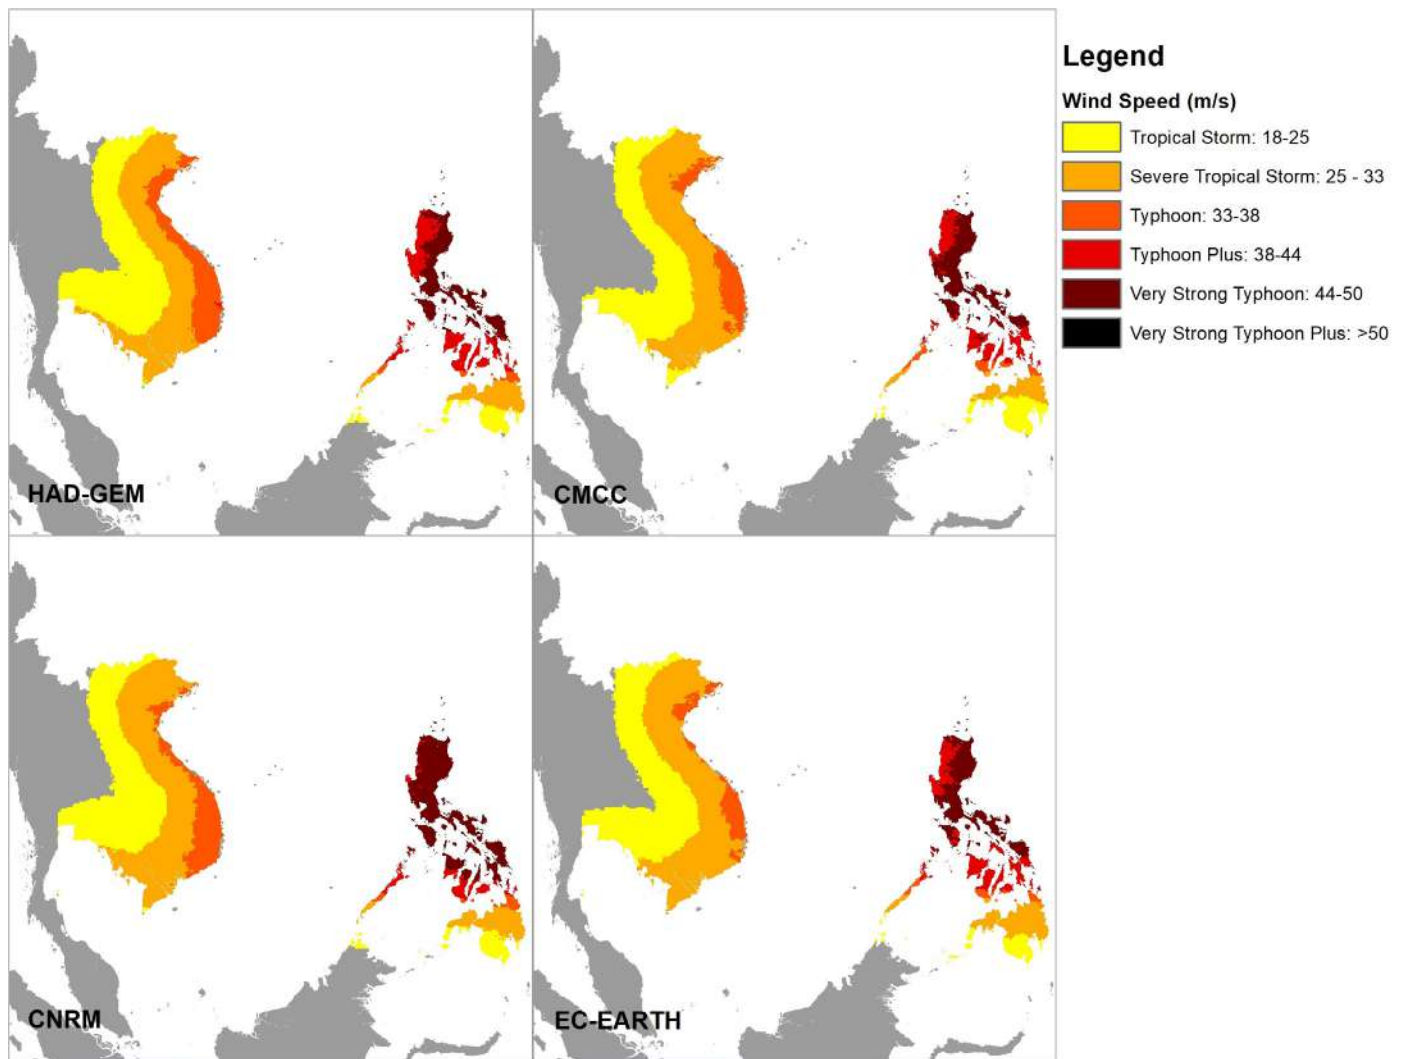 Legend
Wind Speed (m/s)
Tropical Storm: 18-25
Severe Tropical Storm: 25 - 33
Typhoon: 33-38
Typhoon Plus: 38-44
Very Strong Typhoon: 44-50
Very Strong Typhoon Plus: >50
HAD-GEM
CMCC
CNRM
EC-EARTH